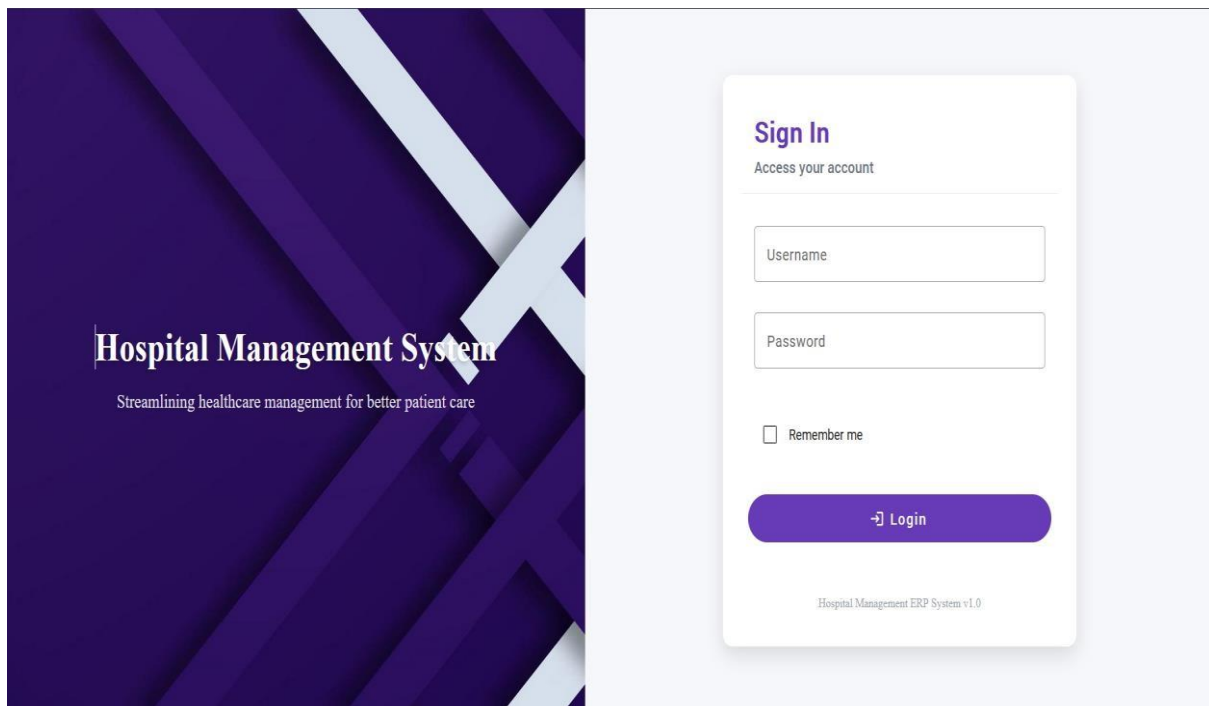 Hospital Management System
Streamlining healthcare management for better patient care
Sign In
Access your account
Username
Password
Remember me
Login
Hospital Management ERP System v1.0